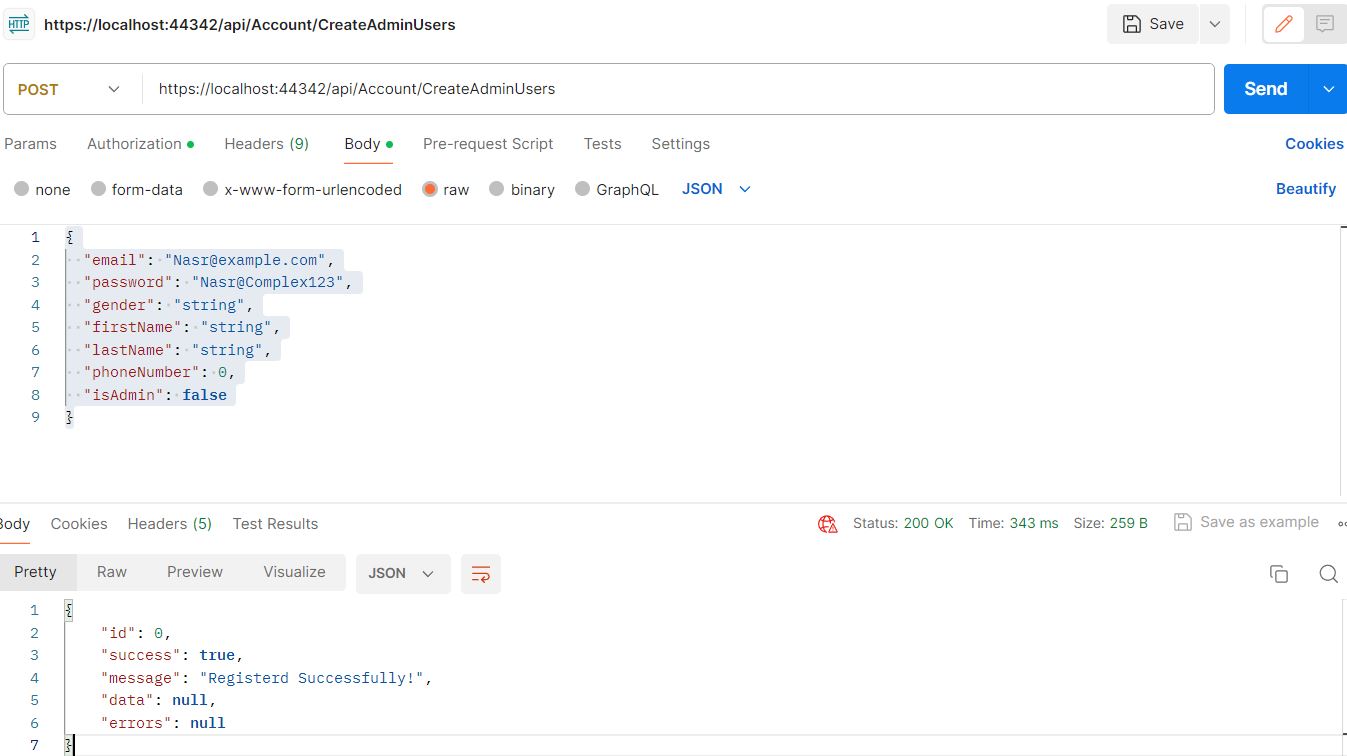 HTTP https://localhost:44342/api/Account/CreateAdminUsers Save
POST https://localhost:44342/api/Account/CreateAdminUsers Send
Params Authorization Headers (9) Body Pre-request Script Tests Settings Cookies
none form-data x-www-form-urlencoded raw binary GraphQL JSON Beautify
1 {
2 "email": "Nasr@example.com",
3 "password": "Nasr@Complex123",
4 "gender": "string",
5 "firstName": "string",
6 "lastName": "string",
7 "phoneNumber": 0,
8 "isAdmin": false
9 }
Body Cookies Headers (5) Test Results Status: 200 OK Time: 343 ms Size: 259 B Save as example
Pretty Raw Preview Visualize JSON
1 {
2 "id": 0,
3 "success": true,
4 "message": "Registerd Successfully!",
5 "data": null,
6 "errors": null
7 }